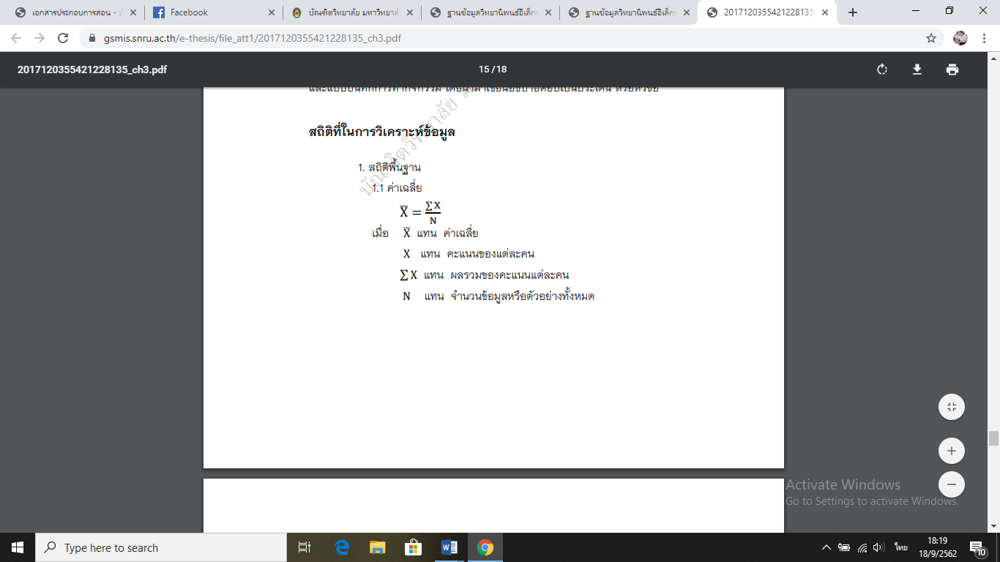 เอกสารประกอบการสอน - เ
Facebook
บัณฑิตวิทยาลัย มหาวิทยาลั
ฐานข้อมูลวิทยานิพนธ์อิเล็ก
ฐานข้อมูลวิทยานิพนธ์อิเล็ก
2017120355421228135
gsmis.snru.ac.th/e-thesis/file_att1/2017120355421228135_ch3.pdf
2017120355421228135_ch3.pdf
15 / 18
และแบบบันทึกการทำกิจกรรม โดยนำมาเขียนอธิบายตอบเป็นประเด็น หรือหัวข้อ
บัณฑิตวิทยาลัย
สถิติที่ในการวิเคราะห์ข้อมูล
1. สถิติพื้นฐาน
1.1 ค่าเฉลี่ย
X̅ = ∑X / N
เมื่อ X̅ แทน ค่าเฉลี่ย
X แทน คะแนนของแต่ละคน
∑X แทน ผลรวมของคะแนนแต่ละคน
N แทน จำนวนข้อมูลหรือตัวอย่างทั้งหมด
Activate Windows
Go to Settings to activate Windows.
Type here to search
ไทย
18:19
18/9/2562
10